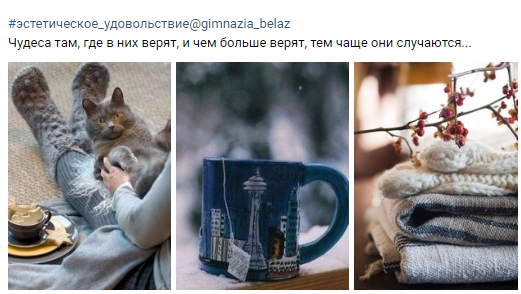 #эстетическое_удовольствие@gimnazia_belaz
Чудеса там, где в них верят, и чем больше верят, тем чаще они случаются...